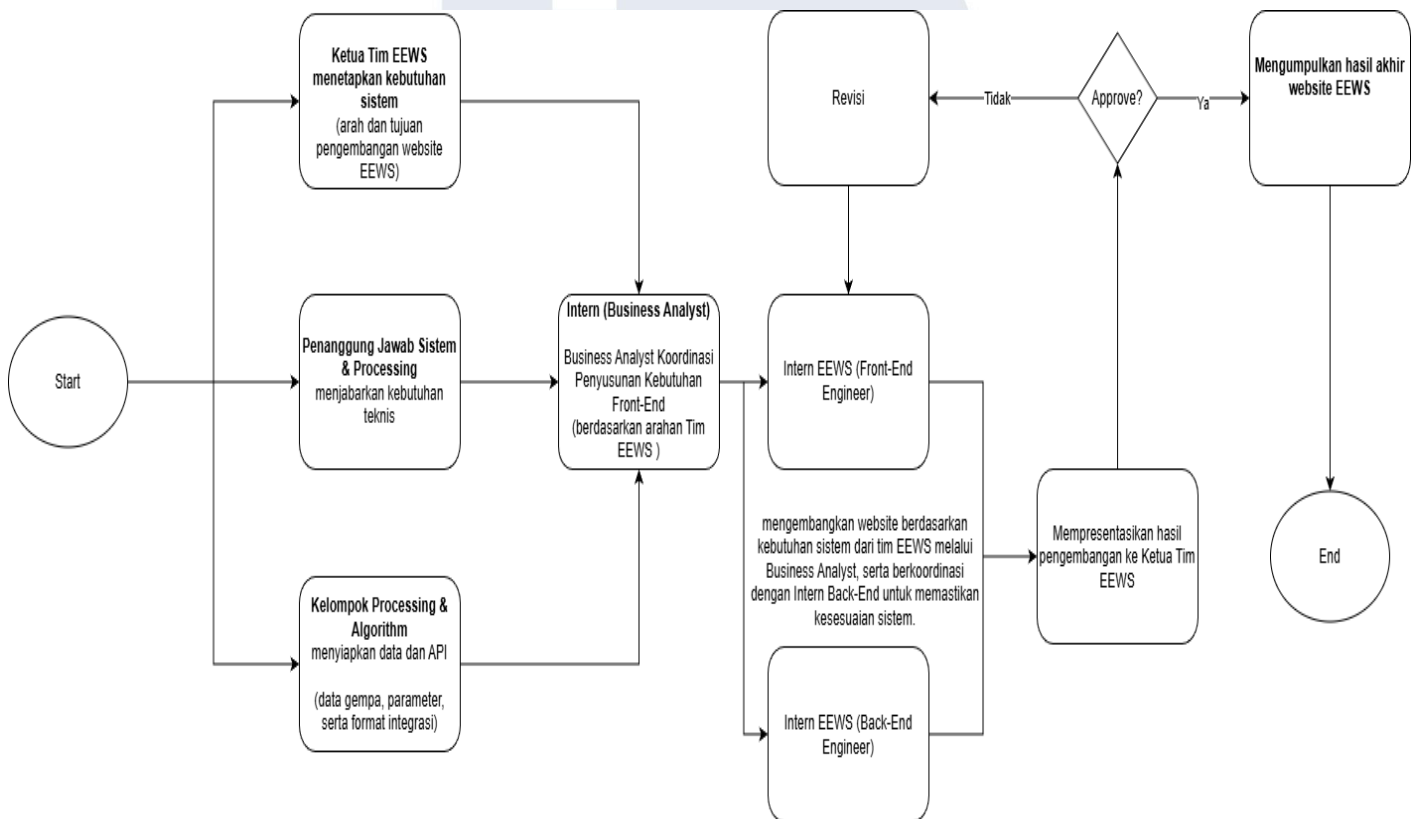 Start
Ketua Tim EEWS
menetapkan kebutuhan
sistem
(arah dan tujuan
pengembangan website
EEWS)
Penanggung Jawab Sistem
& Processing
menjabarkan kebutuhan
teknis
Kelompok Processing &
Algorithm
menyiapkan data dan API
(data gempa, parameter,
serta format integrasi)
Intern (Business Analyst)
Business Analyst Koordinasi
Penyusunan Kebutuhan
Front-End
(berdasarkan arahan Tim
EEWS )
Revisi
Intern EEWS (Front-End
Engineer)
mengembangkan website berdasarkan
kebutuhan sistem dari tim EEWS melalui
Business Analyst, serta berkoordinasi
dengan Intern Back-End untuk memastikan
kesesuaian sistem.
Intern EEWS (Back-End
Engineer)
Mempresentasikan hasil
pengembangan ke Ketua Tim
EEWS
Approve?
Tidak
Ya
Mengumpulkan hasil akhir
website EEWS
End